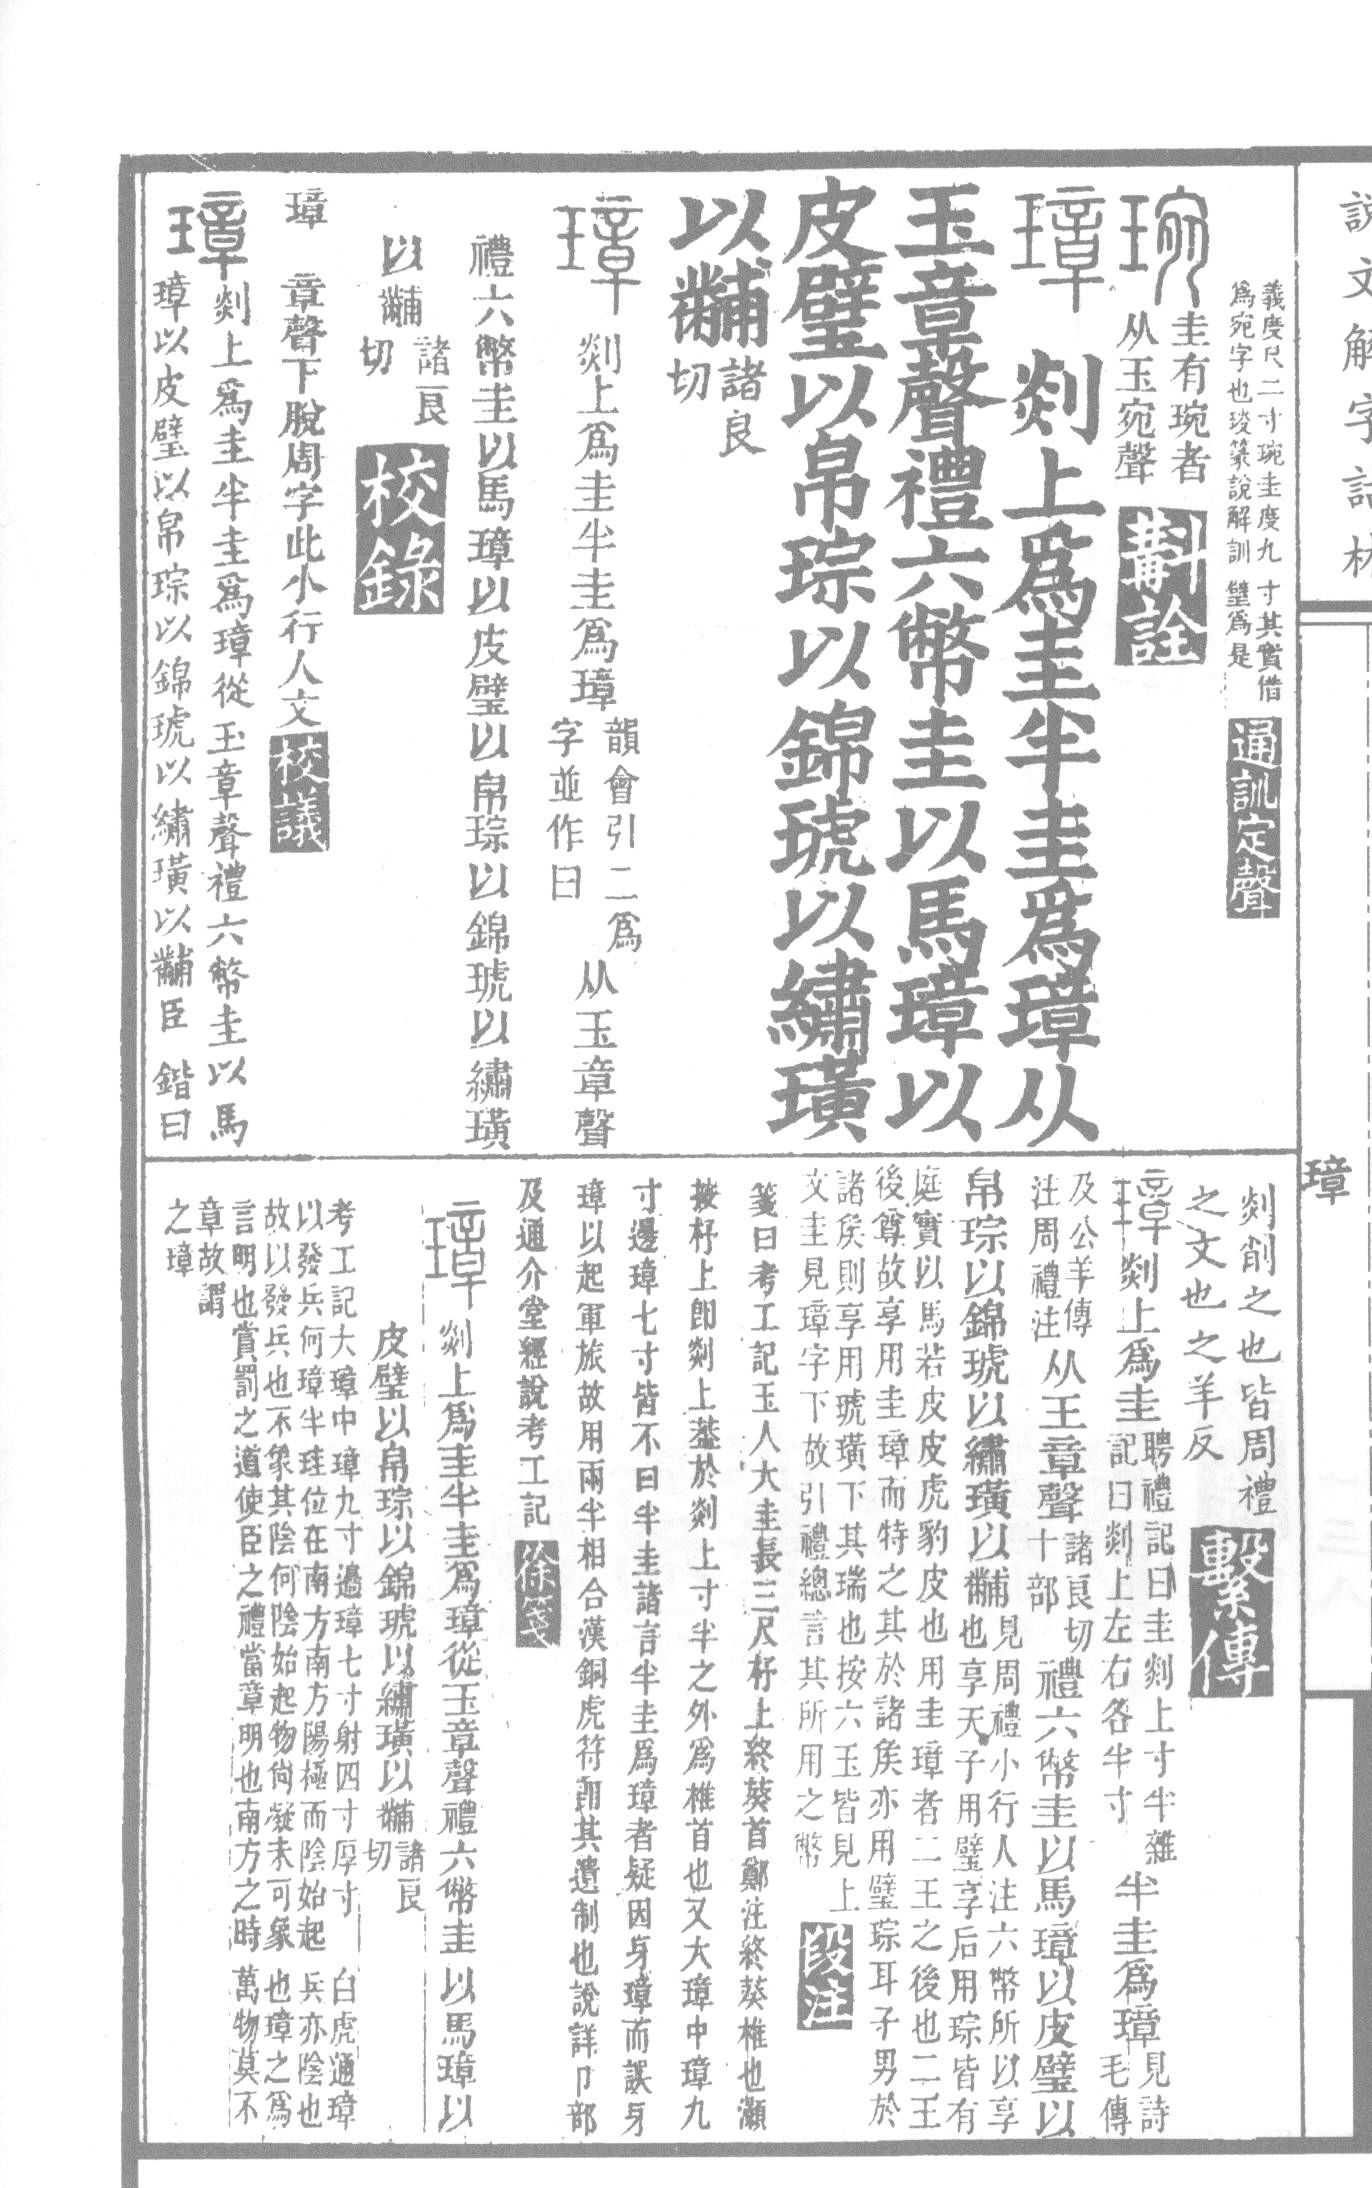 說文解字詁林
璋
義度尺二寸琬圭度九寸其實借
爲宛字也琰篆說解訓璧爲是
通訓定聲
琬圭有琬者
从玉宛聲
斠詮
璋剡上爲圭半圭爲璋从
玉章聲禮六幣圭以馬璋以
皮璧以帛琮以錦琥以繡璜
以黼諸良
切
璋剡上爲圭半圭爲璋韻會引二爲
字並作曰从玉章聲
禮六幣圭以馬璋以皮璧以帛琮以錦琥以繡璜
以黼諸良
切校錄
璋章聲下脫周字此小行人文校議
璋剡上爲圭半圭爲璋從玉章聲禮六幣圭以馬
璋以皮璧以帛琮以錦琥以繡璜以黼臣鍇曰
剡削之也皆周禮
之文也之羊反
繫傳
璋剡上爲圭聘禮記曰圭剡上寸半雜
記曰剡上左右各半寸半圭爲璋見詩
毛傳
及公羊傳
注周禮注从王章聲諸良切
十部禮六幣圭以馬璋以皮璧以
帛琮以錦琥以繡璜以黼見周禮小行人注六幣所以享
也享天子用璧享后用琮皆有
庭實以馬若皮皮虎豹皮也用圭璋者二王之後也二王
後尊故享用圭璋而特之其於諸矦亦用璧琮耳子男於
諸矦則享用琥璜下其瑞也按六玉皆見上
文圭見璋字下故引禮總言其所用之幣
段注
箋曰考工記玉人大圭長三尺杼上終葵首鄭注終葵椎也灝
按杼上卽剡上葢於剡上寸半之外爲椎首也又大璋中璋九
寸邊璋七寸皆不曰半圭諸言半圭爲璋者疑因身璋而誤身
璋以起軍旅故用兩半相合漢銅虎符卽其遺制也說詳卩部
及通介堂經說考工記徐箋
璋剡上爲圭半圭爲璋從玉章聲禮六幣圭以馬璋以
皮璧以帛琮以錦琥以繡璜以黼諸良
切
考工記大璋中璋九寸邉璋七寸射四寸厚寸白虎通璋
以發兵何璋半珪位在南方南方陽極而陰始起兵亦陰也
故以發兵也不象其陰何陰始起物尙凝未可象也璋之爲
言明也賞罰之道使臣之禮當章明也南方之時萬物莫不
章故謂
之璋